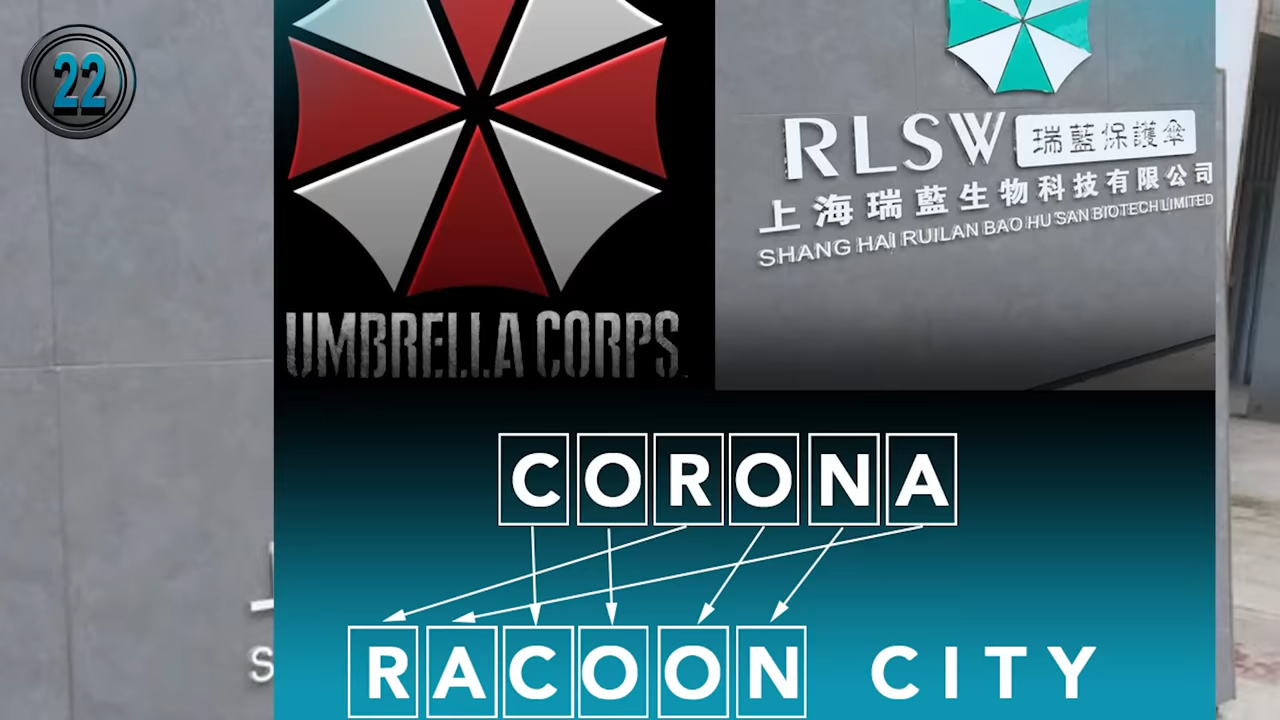 22
UMBRELLA CORPS
RLSW 瑞藍保護傘
上海瑞藍生物科技有限公司
SHANG HAI RUILAN BAO HU SAN BIOTECH LIMITED
CORONA
RACOON CITY
S